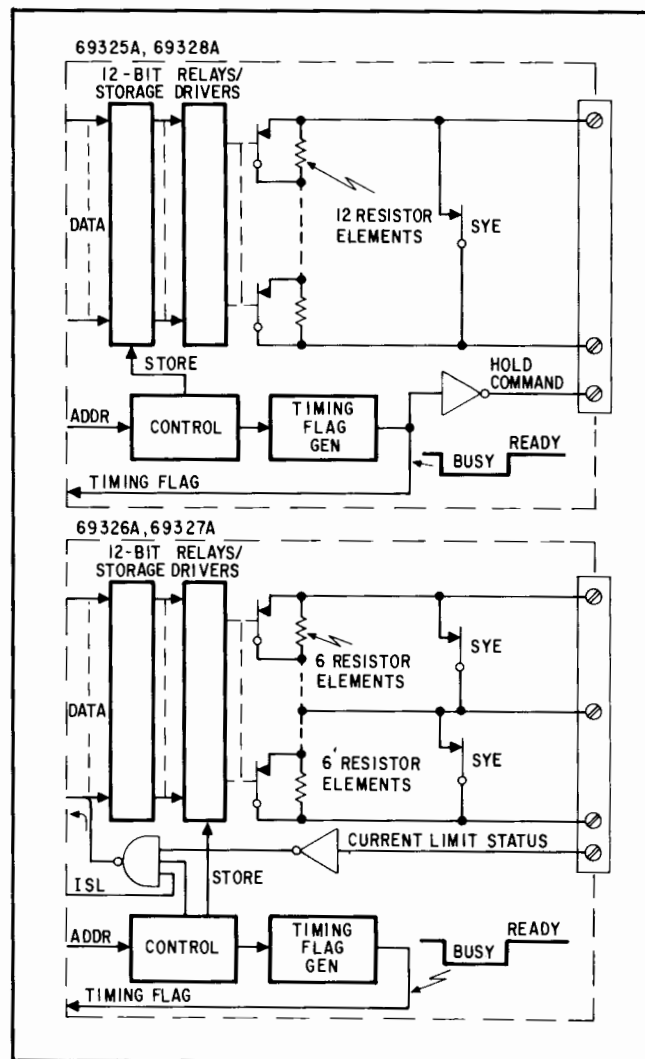 69325A, 69328A
12-BIT RELAYS/
STORAGE DRIVERS
DATA
12 RESISTOR
ELEMENTS
SYE
STORE
HOLD
COMMAND
ADDR
CONTROL
TIMING
FLAG
GEN
READY
BUSY
TIMING FLAG
69326A, 69327A
12-BIT RELAYS/
STORAGE DRIVERS
SYE
6 RESISTOR
ELEMENTS
DATA
6 RESISTOR
ELEMENTS
SYE
CURRENT LIMIT STATUS
ISL
STORE
ADDR
CONTROL
TIMING
FLAG
GEN
READY
BUSY
TIMING FLAG